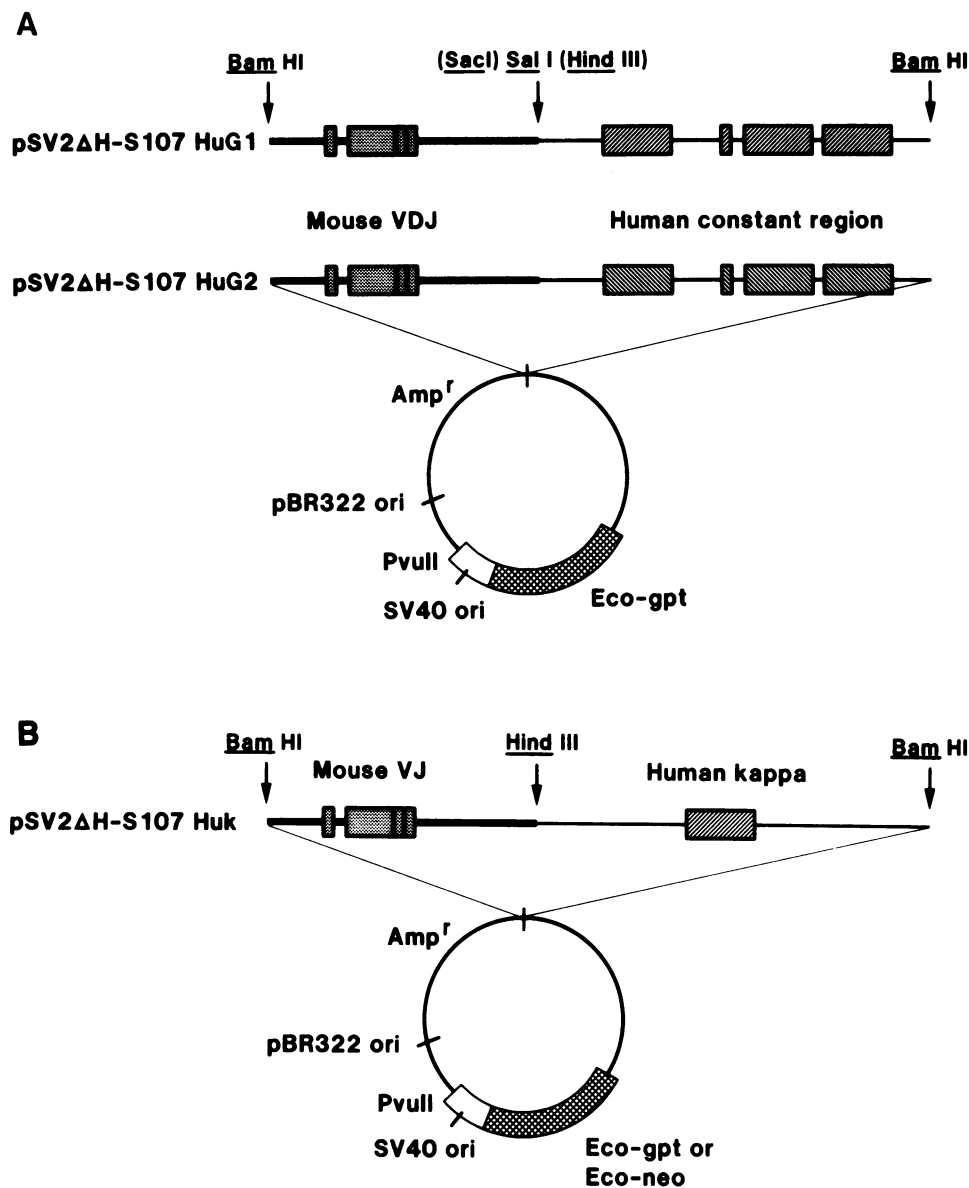 A
Bam HI
(SacI) Sal I (Hind III)
Bam HI
pSV2ΔH-S107 HuG1
Mouse VDJ
Human constant region
pSV2ΔH-S107 HuG2
Amp^r
pBR322 ori
PvuII
SV40 ori
Eco-gpt
B
Bam HI
Hind III
Bam HI
Mouse VJ
Human kappa
pSV2ΔH-S107 Huk
Amp^r
pBR322 ori
PvuII
SV40 ori
Eco-gpt or
Eco-neo